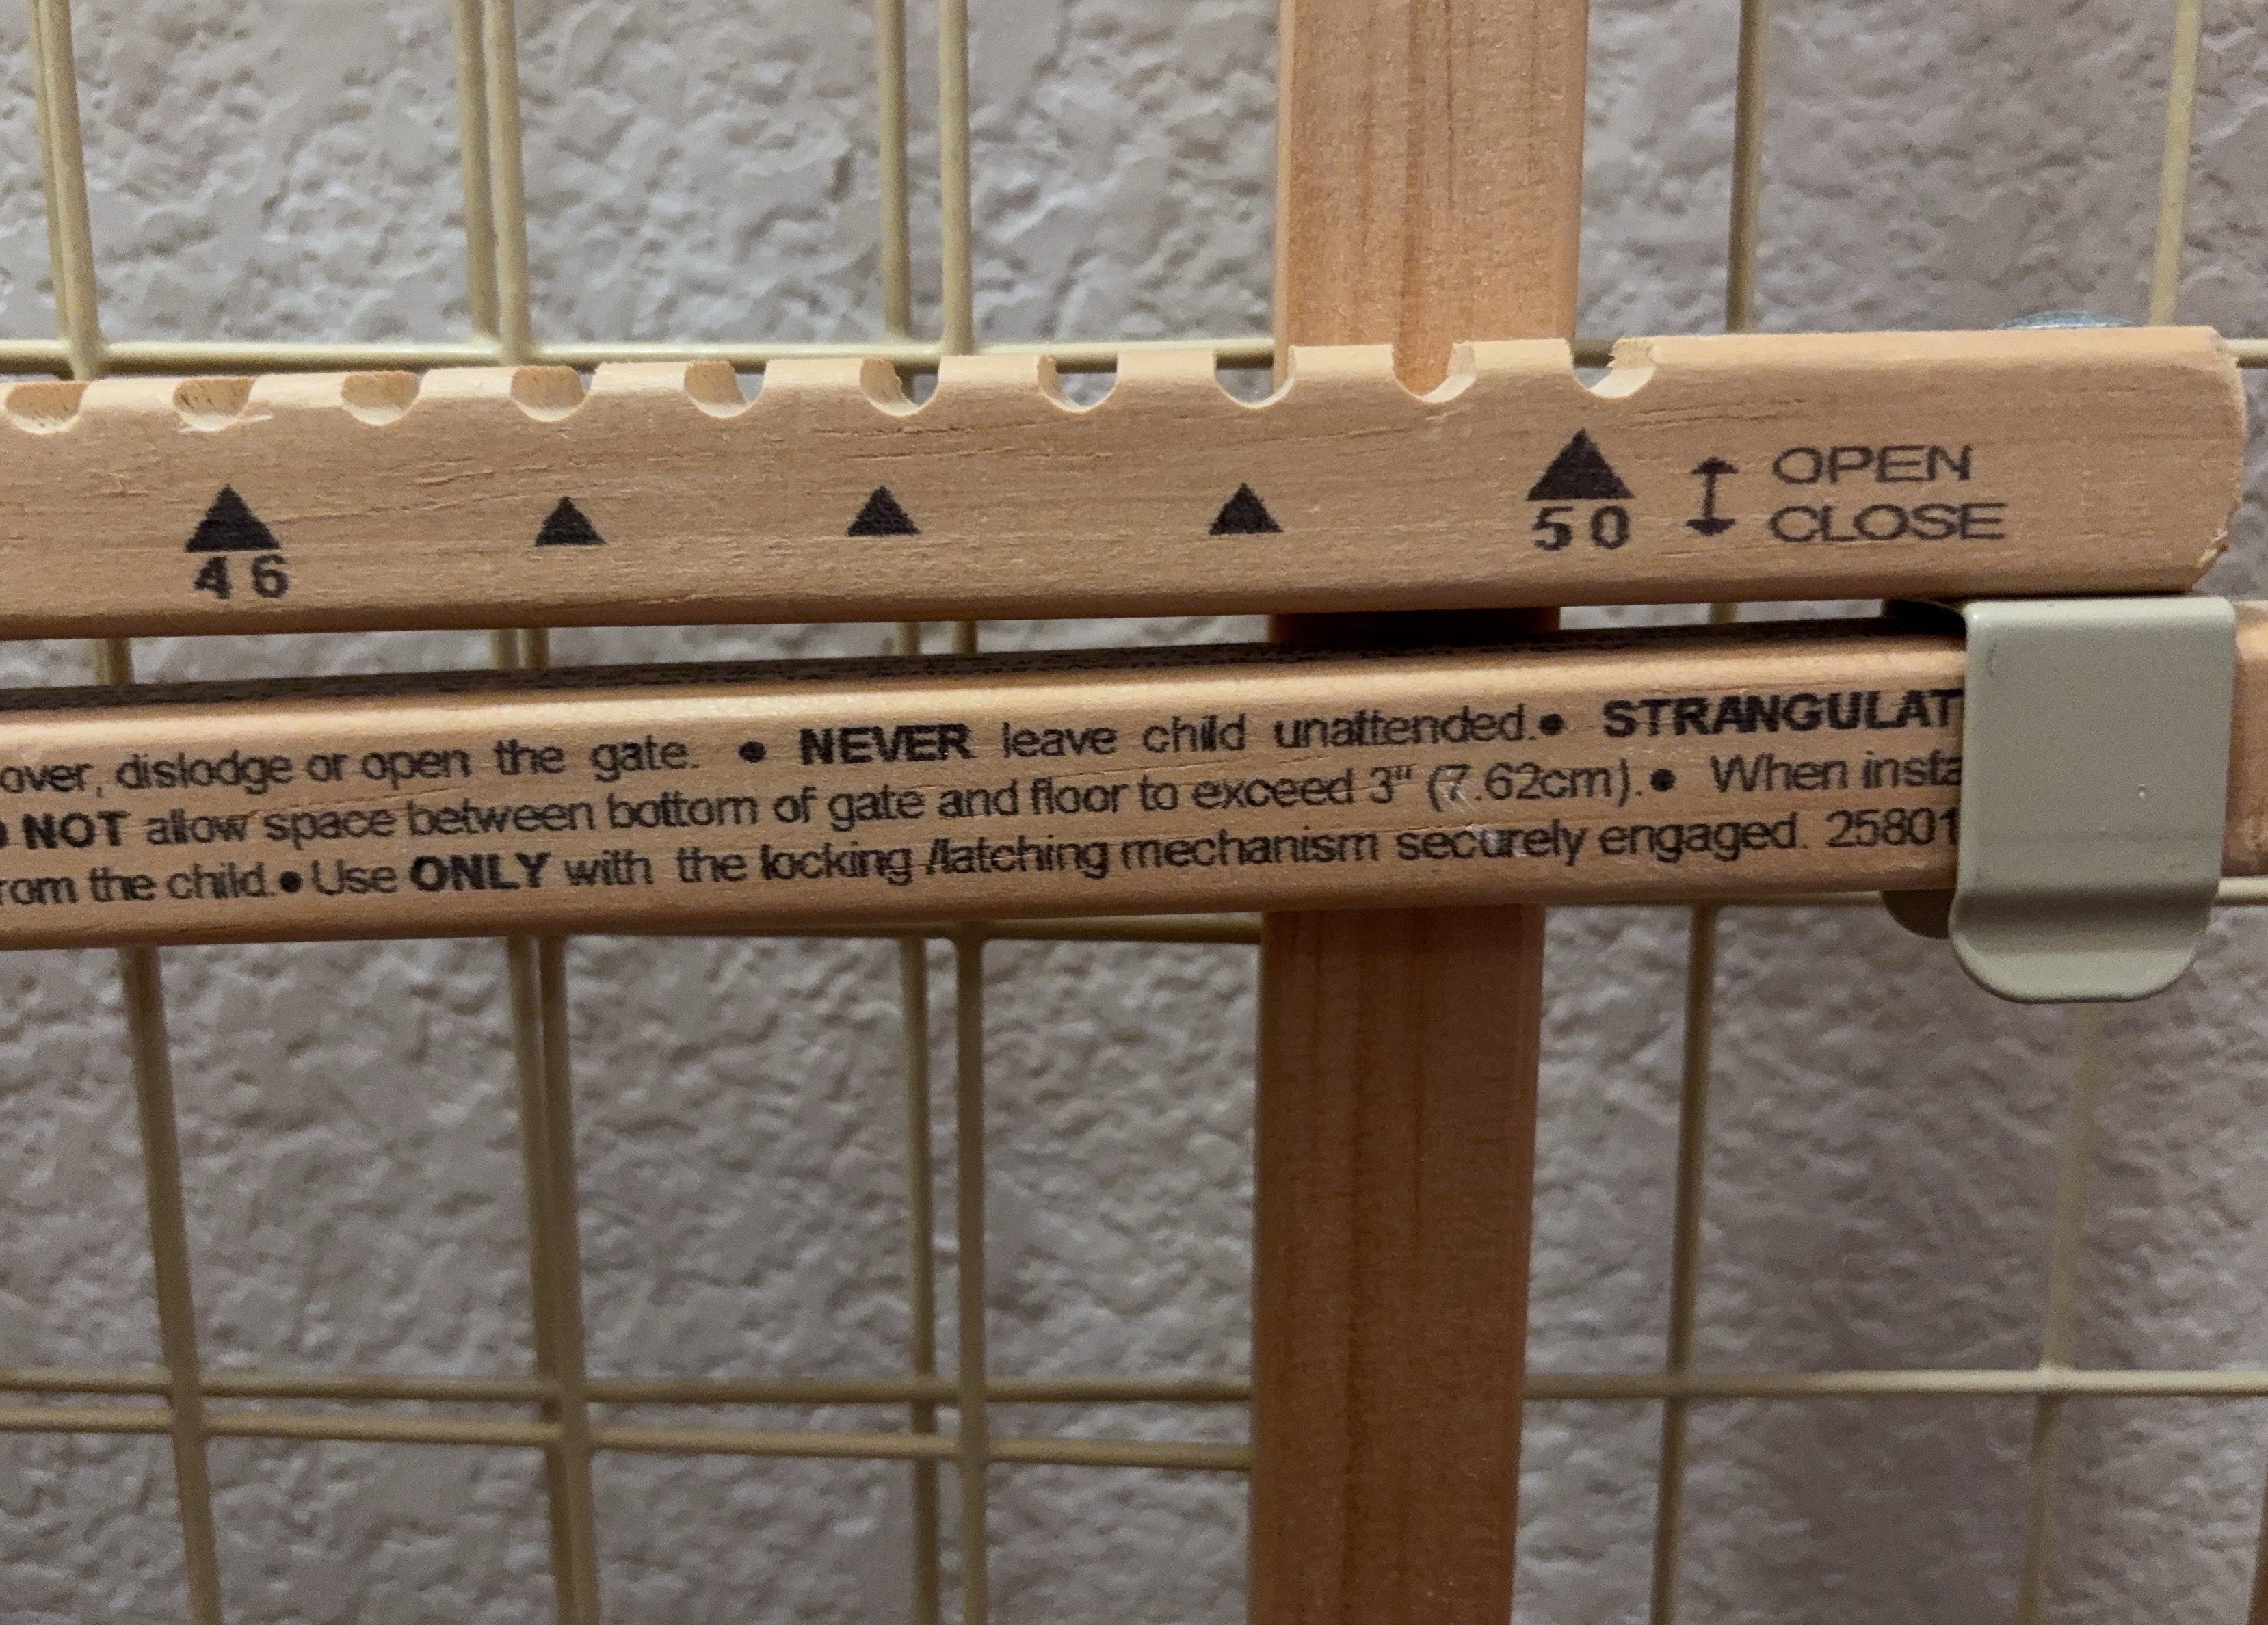 OPEN
CLOSE
46 50
over, dislodge or open the gate. • NEVER leave child unattended. • STRANGULAT
NOT allow space between bottom of gate and floor to exceed 3" (7.62cm). • When insta
rom the child. • Use ONLY with the locking /latching mechanism securely engaged. 25801